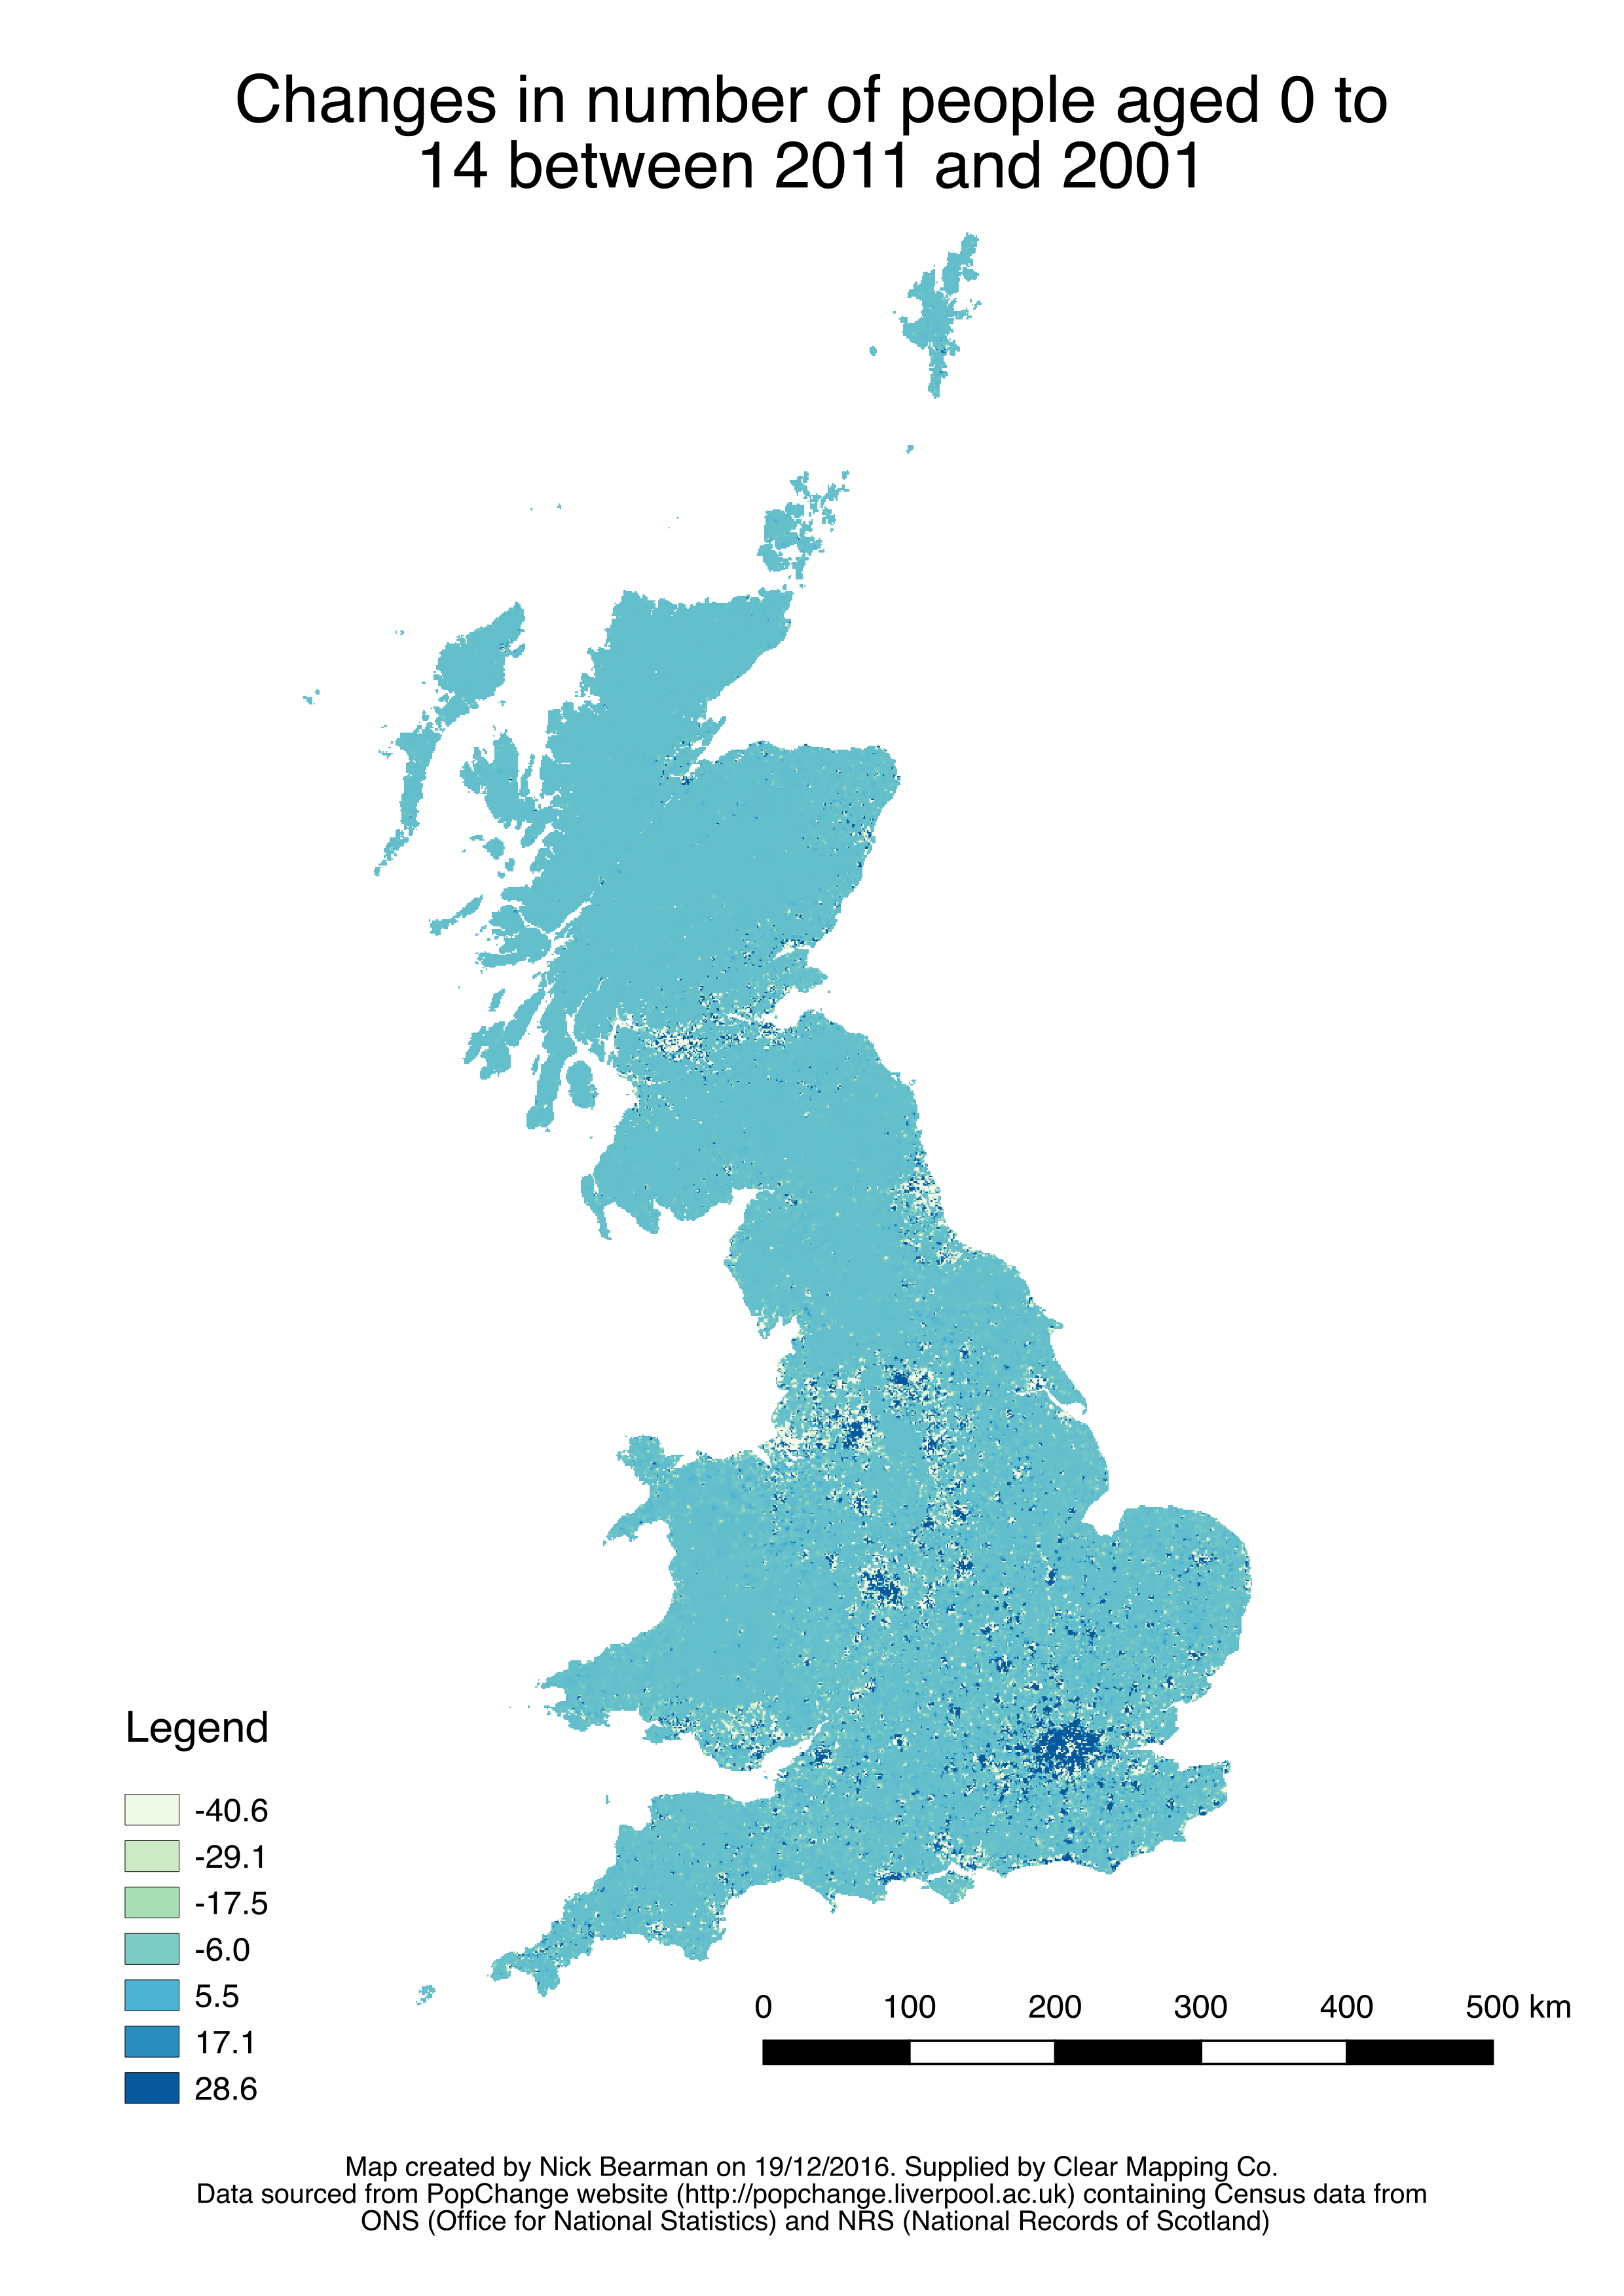 Changes in number of people aged 0 to
14 between 2011 and 2001
Legend
-40.6
-29.1
-17.5
-6.0
5.5
17.1
28.6
0 100 200 300 400 500 km
Map created by Nick Bearman on 19/12/2016. Supplied by Clear Mapping Co.
Data sourced from PopChange website (http://popchange.liverpool.ac.uk) containing Census data from
ONS (Office for National Statistics) and NRS (National Records of Scotland)